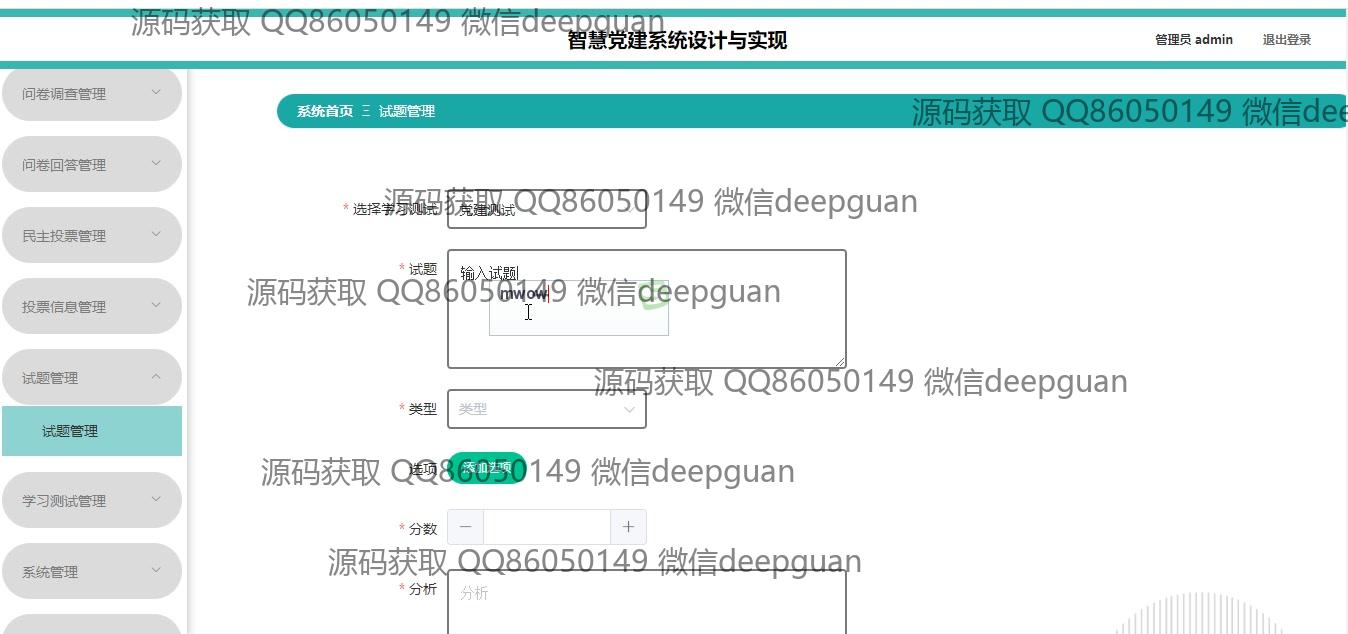 源码获取 QQ86050149 微信deepguan
智慧党建系统设计与实现
管理员 admin
退出登录
问卷调查管理
系统首页 Ξ 试题管理
源码获取 QQ86050149 微信dee
问卷回答管理
* 选择学习测试
党建测试
源码获取 QQ86050149 微信deepguan
民主投票管理
* 试题
输入试题
mwow
源码获取 QQ86050149 微信deepguan
投票信息管理
试题管理
源码获取 QQ86050149 微信deepguan
* 类型
类型
试题管理
选项
添加选项
源码获取 QQ86050149 微信deepguan
学习测试管理
* 分数
源码获取 QQ86050149 微信deepguan
系统管理
* 分析
分析